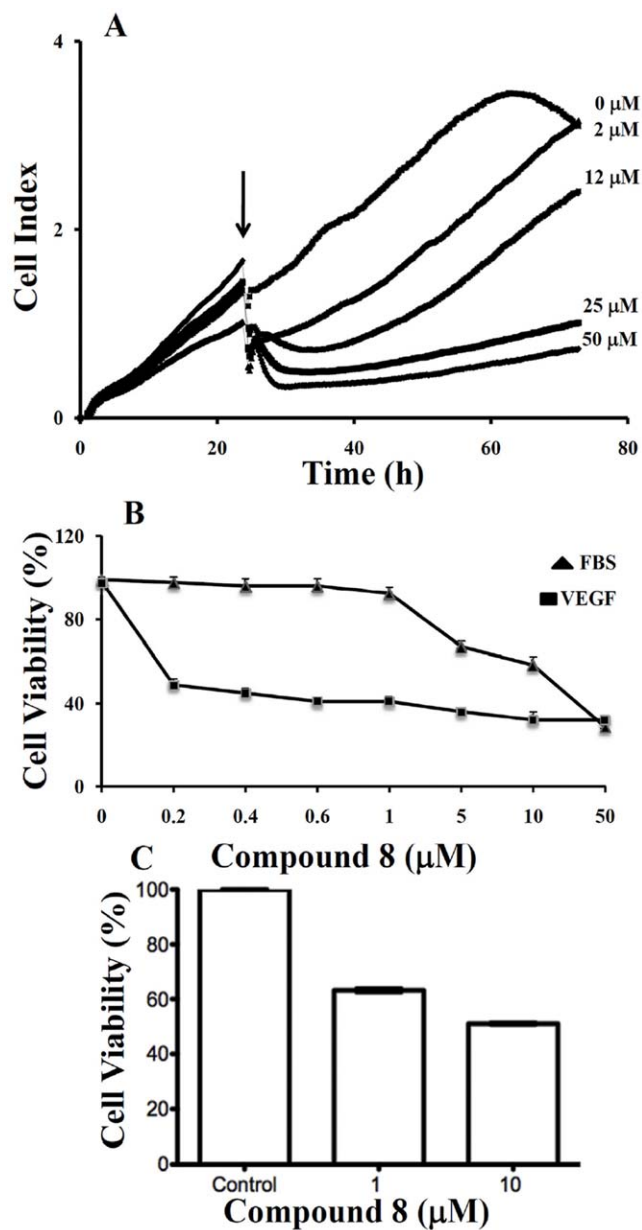 A
4
2
0
Cell Index
0 µM
2 µM
12 µM
25 µM
50 µM
0
20
40
60
80
Time (h)
B
120
80
40
0
Cell Viability (%)
FBS
VEGF
0
0.2
0.4
0.6
1
5
10
50
Compound 8 (µM)
C
100
80
60
40
20
0
Cell Viability (%)
Control
1
10
Compound 8 (µM)